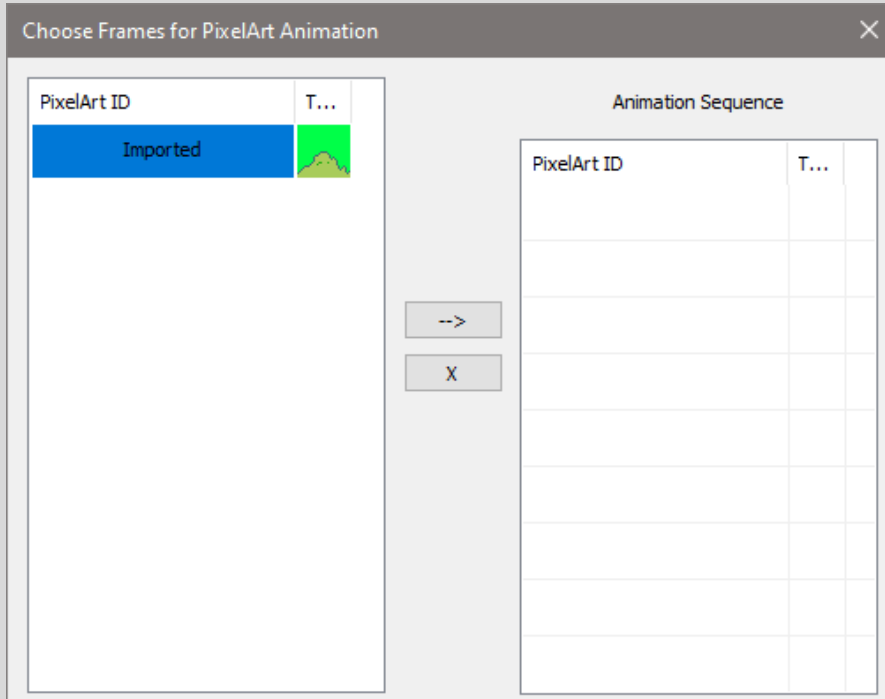 Choose Frames for PixelArt Animation
PixelArt ID T...
Imported
-->
X
Animation Sequence
PixelArt ID T...